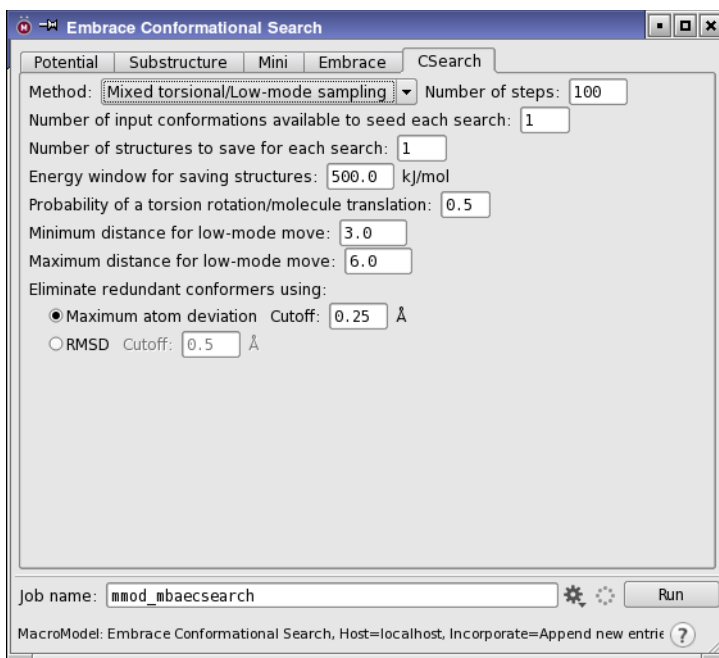 Embrace Conformational Search
Potential Substructure Mini Embrace CSearch
Method: Mixed torsional/Low-mode sampling Number of steps: 100
Number of input conformations available to seed each search: 1
Number of structures to save for each search: 1
Energy window for saving structures: 500.0 kJ/mol
Probability of a torsion rotation/molecule translation: 0.5
Minimum distance for low-mode move: 3.0
Maximum distance for low-mode move: 6.0
Eliminate redundant conformers using:
Maximum atom deviation Cutoff: 0.25 Å
RMSD Cutoff: 0.5 Å
Job name: mmod_mbaecsearch Run
MacroModel: Embrace Conformational Search, Host=localhost, Incorporate=Append new entrie ?